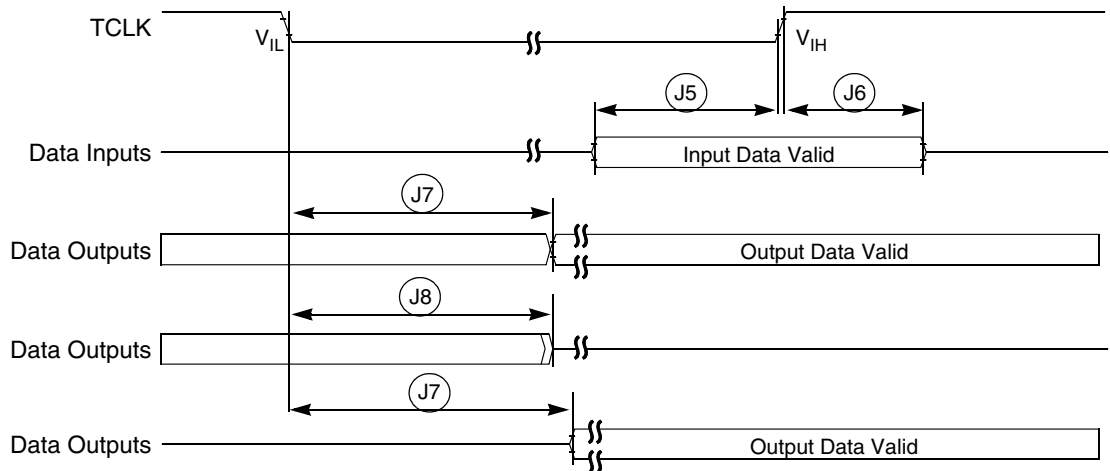 TCLK
V_IL
V_IH
J5
J6
Data Inputs
Input Data Valid
J7
Data Outputs
Output Data Valid
J8
Data Outputs
J7
Data Outputs
Output Data Valid